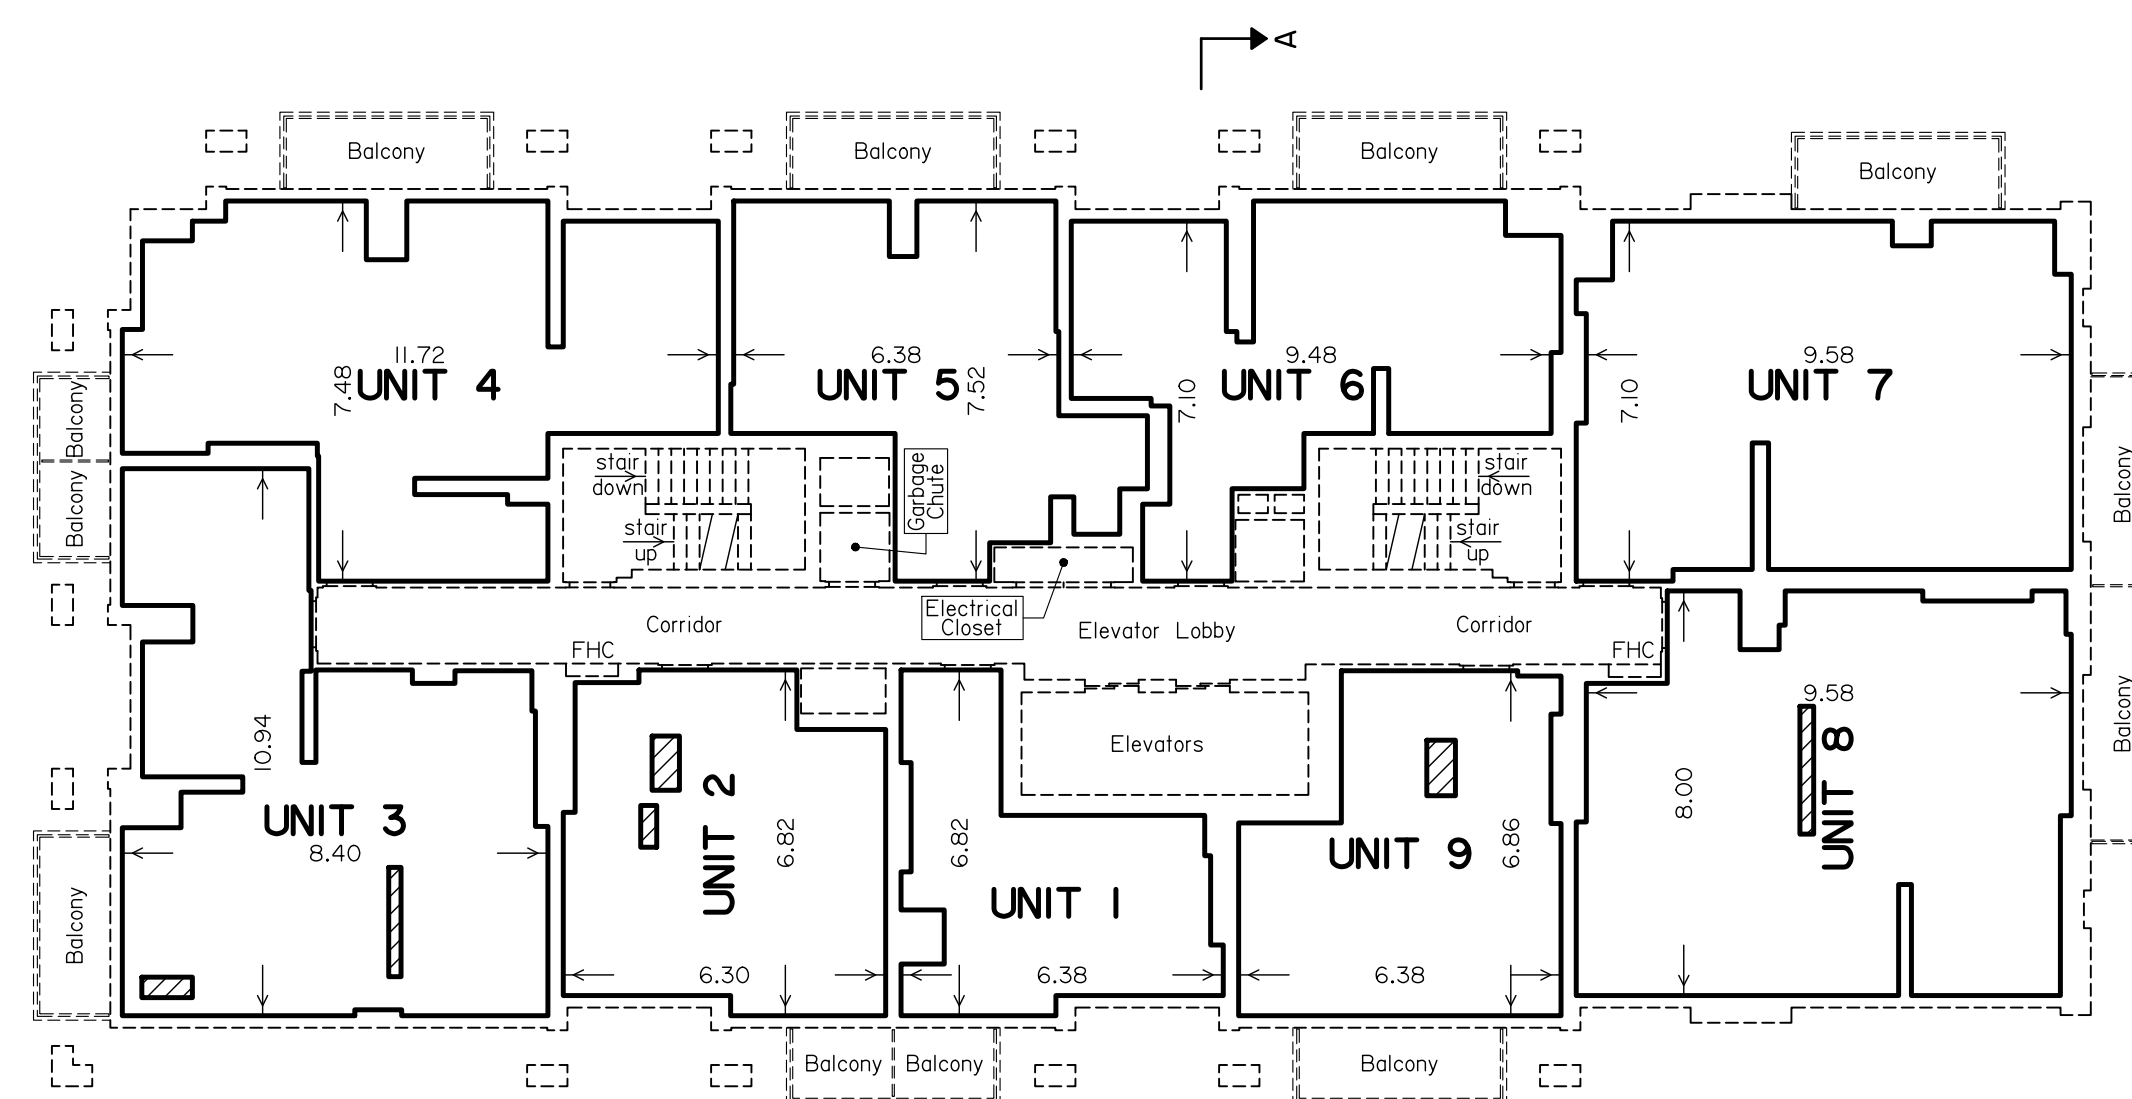 A
Balcony
Balcony
Balcony
Balcony
11.72
7.48
UNIT 4
6.38
UNIT 5
7.52
9.48
7.10
UNIT 6
9.58
7.10
UNIT 7
Balcony
Balcony
Balcony
stair
down
stair
up
Garbage
Chute
stair
down
stair
up
Electrical
Closet
Corridor
Elevator Lobby
Corridor
FHC
FHC
10.94
UNIT 3
8.40
UNIT 2
6.82
6.30
Elevators
6.82
UNIT 1
6.38
UNIT 9
6.86
6.38
9.58
8.00
UNIT 8
Balcony
Balcony
Balcony
Balcony
Balcony